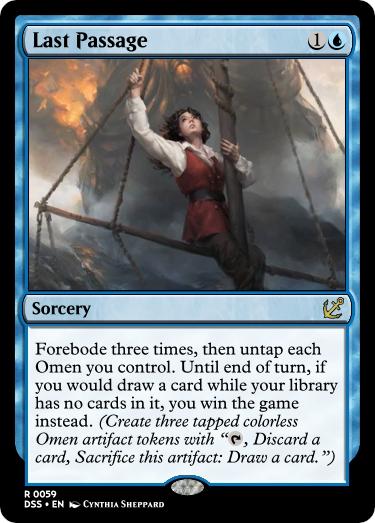 Last Passage 1
Sorcery
Forebode three times, then untap each
Omen you control. Until end of turn, if
you would draw a card while your library
has no cards in it, you win the game
instead. (Create three tapped colorless
Omen artifact tokens with “, Discard a
card, Sacrifice this artifact: Draw a card.”)
R 0059
DSS • EN Cynthia Sheppard